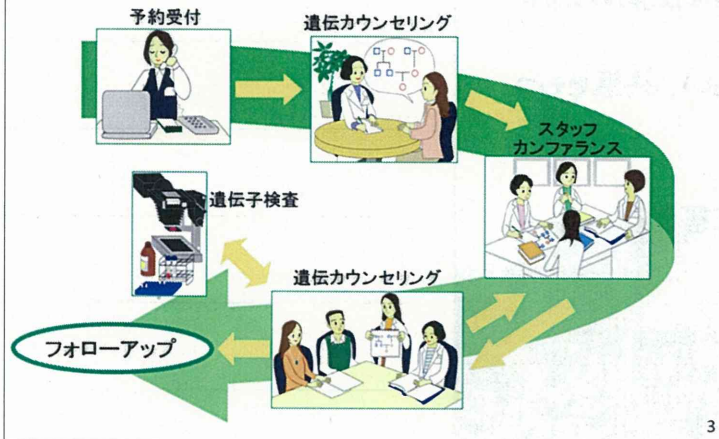 予約受付
遺伝カウンセリング
スタッフ
カンファランス
遺伝子検査
遺伝カウンセリング
フォローアップ
3